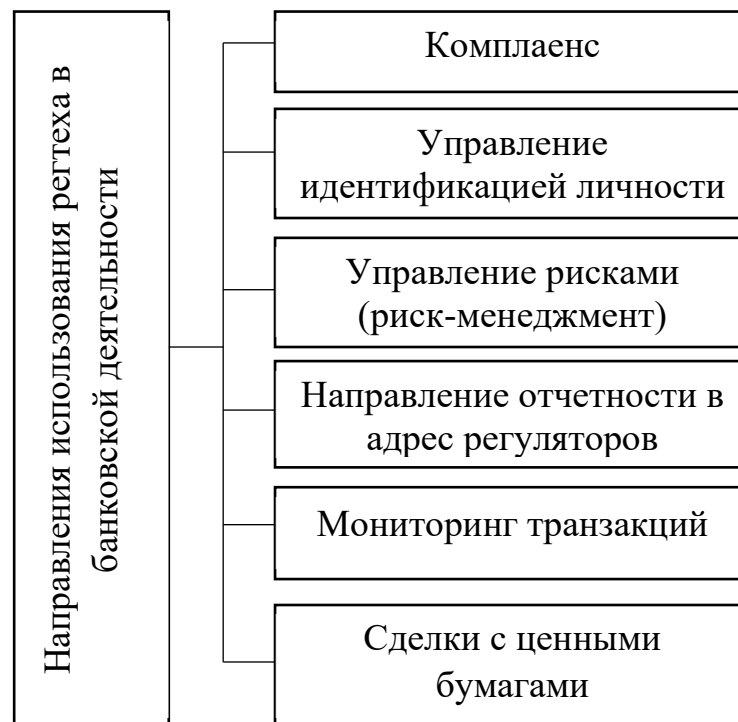 Направления использования регтеха в
банковской деятельности
Комплаенс
Управление
идентификацией личности
Управление рисками
(риск-менеджмент)
Направление отчетности в
адрес регуляторов
Мониторинг транзакций
Сделки с ценными
бумагами